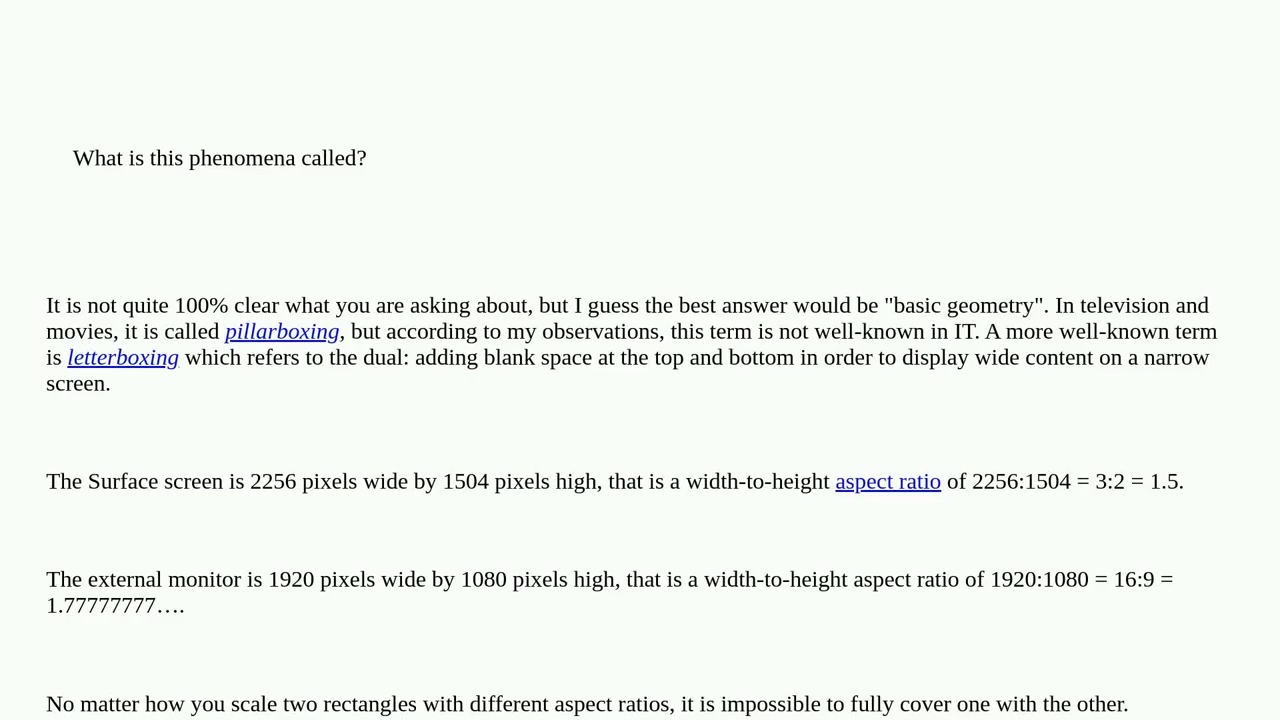 What is this phenomena called?
It is not quite 100% clear what you are asking about, but I guess the best answer would be "basic geometry". In television and
movies, it is called pillarboxing, but according to my observations, this term is not well-known in IT. A more well-known term
is letterboxing which refers to the dual: adding blank space at the top and bottom in order to display wide content on a narrow
screen.
The Surface screen is 2256 pixels wide by 1504 pixels high, that is a width-to-height aspect ratio of 2256:1504 = 3:2 = 1.5.
The external monitor is 1920 pixels wide by 1080 pixels high, that is a width-to-height aspect ratio of 1920:1080 = 16:9 =
1.77777777….
No matter how you scale two rectangles with different aspect ratios, it is impossible to fully cover one with the other.